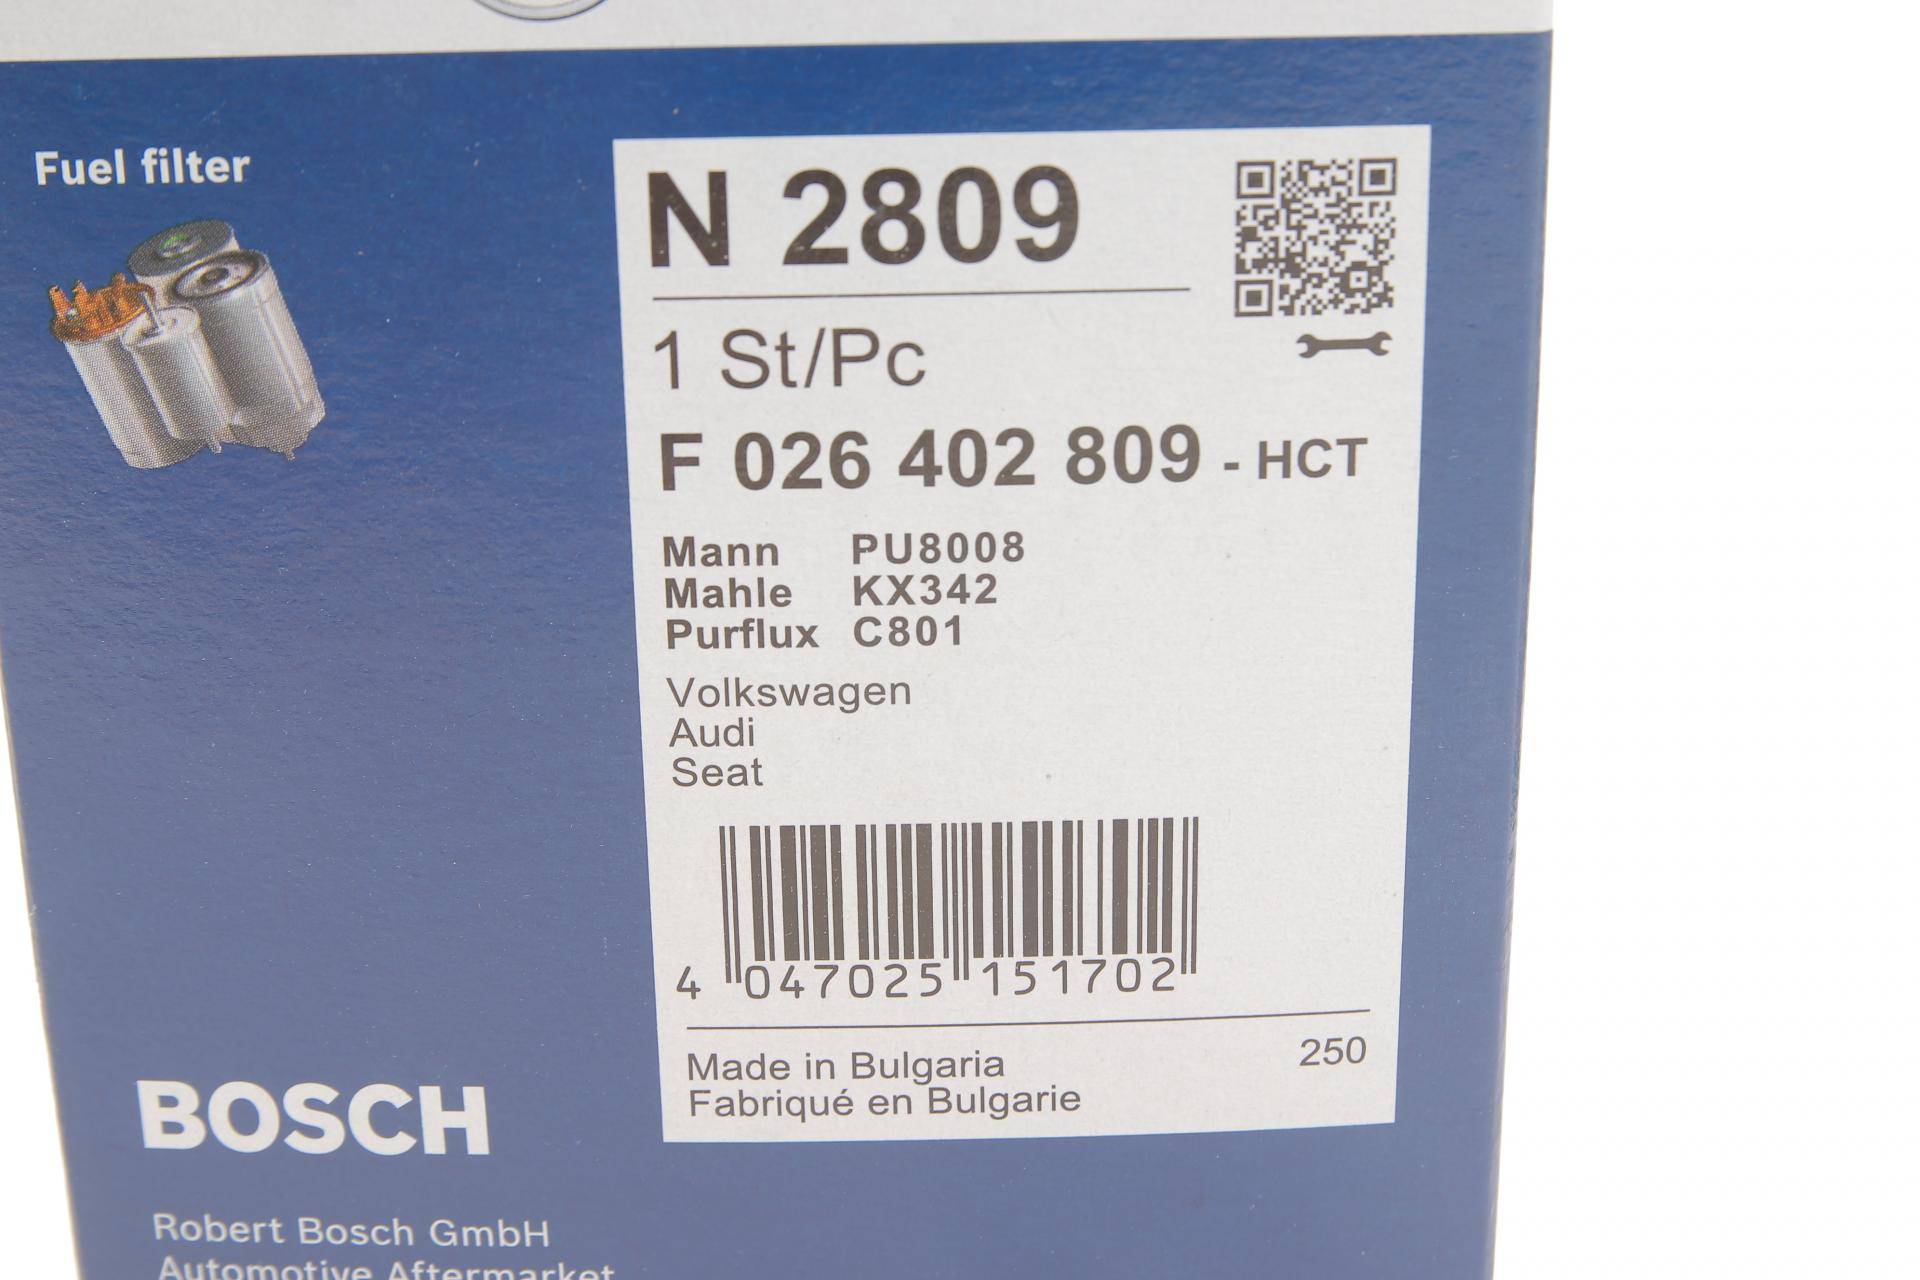 Fuel filter
N 2809
1 St/Pc
F 026 402 809 - HCT
Mann PU8008
Mahle KX342
Purflux C801
Volkswagen
Audi
Seat
4 047025 151702
Made in Bulgaria 250
Fabriqué en Bulgarie
BOSCH
Robert Bosch GmbH
Automotive Aftermarket